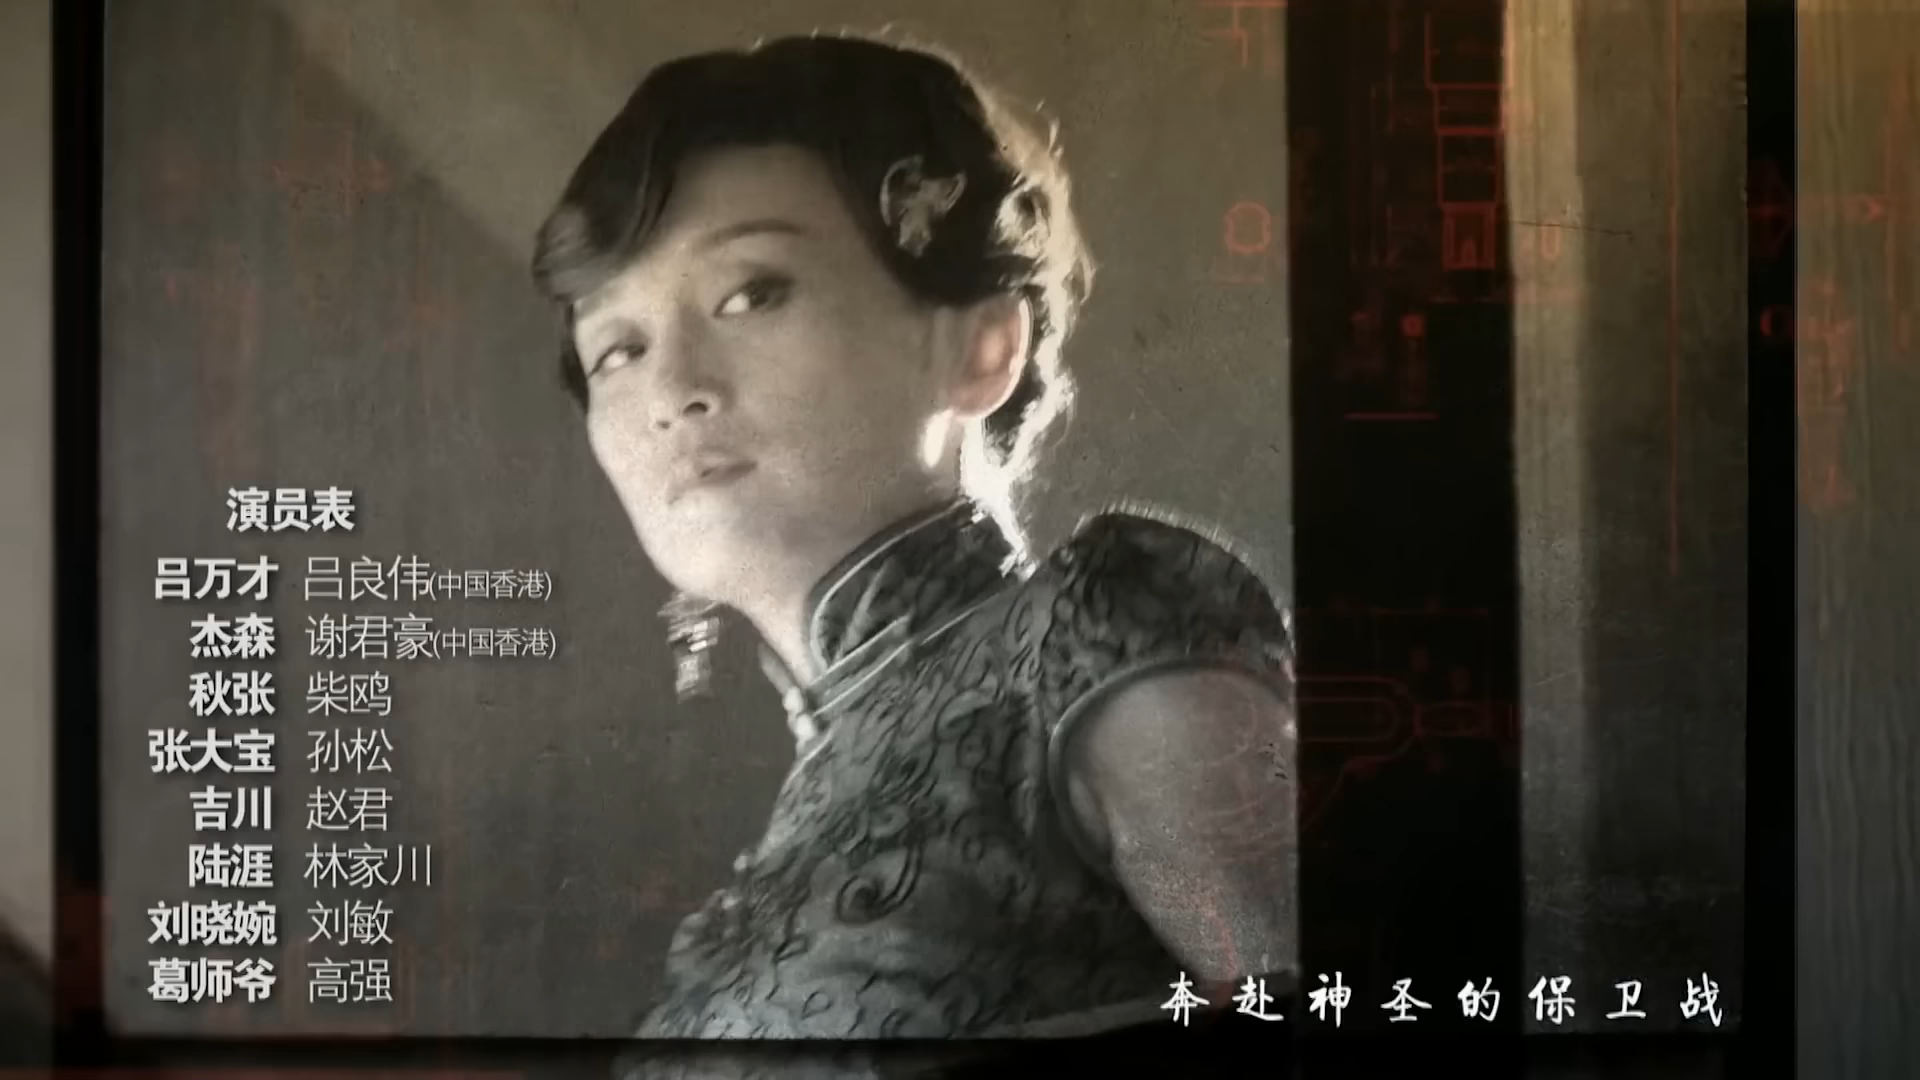 演员表
吕万才 吕良伟(中国香港)
杰森 谢君豪(中国香港)
秋张 柴鸥
张大宝 孙松
吉川 赵君
陆涯 林家川
刘晓婉 刘敏
葛师爷 高强
奔赴神圣的保卫战